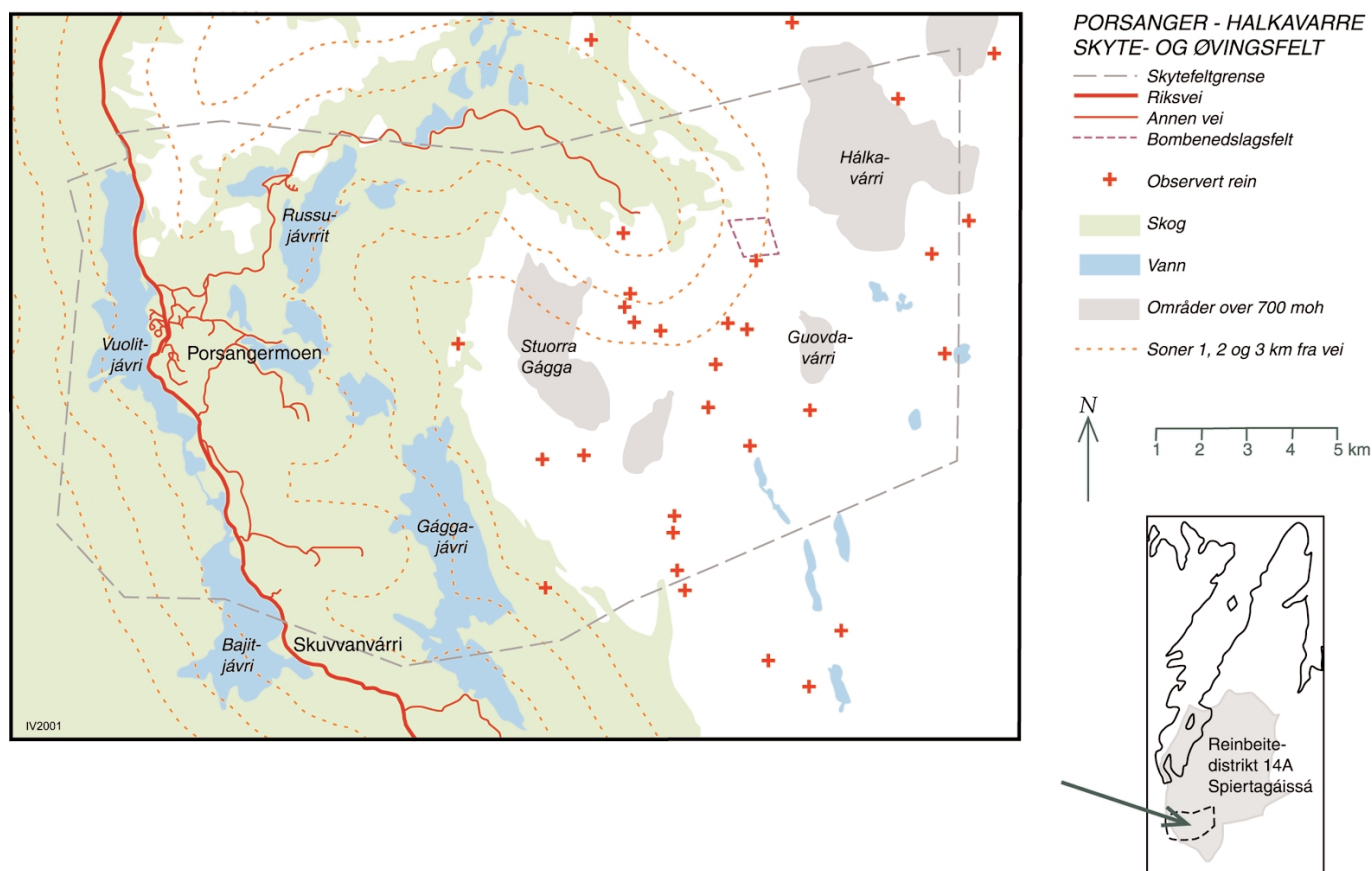 PORSANGER - HALKAVARRE
SKYTE- OG ØVINGSFELT
Skytefeltgrense
Riksvei
Annen vei
Bombenedslagsfelt
Observert rein
Skog
Vann
Områder over 700 moh
Soner 1, 2 og 3 km fra vei
N
1 2 3 4 5 km
Hálka-
várri
Russu-
jávrrit
Vuolit-
jávri
Porsangermoen
Stuorra
Gágga
Guovda-
várri
Gágga-
jávri
Bajit-
jávri
Skuvvanvárri
IV2001
Reinbeite-
distrikt 14A
Spiertagáissá